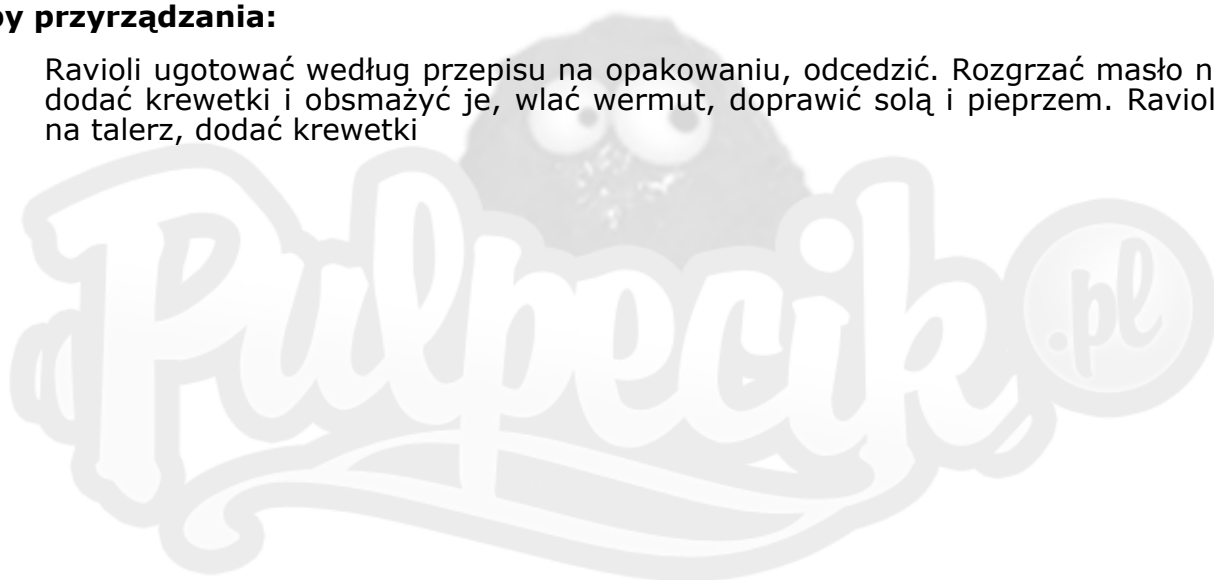 by przyrządzania:
Ravioli ugotować według przepisu na opakowaniu, odcedzić. Rozgrzać masło n
dodać krewetki i obsmażyć je, wlać wermut, doprawić solą i pieprzem. Raviol
na talerz, dodać krewetki
Pulpecik .pl